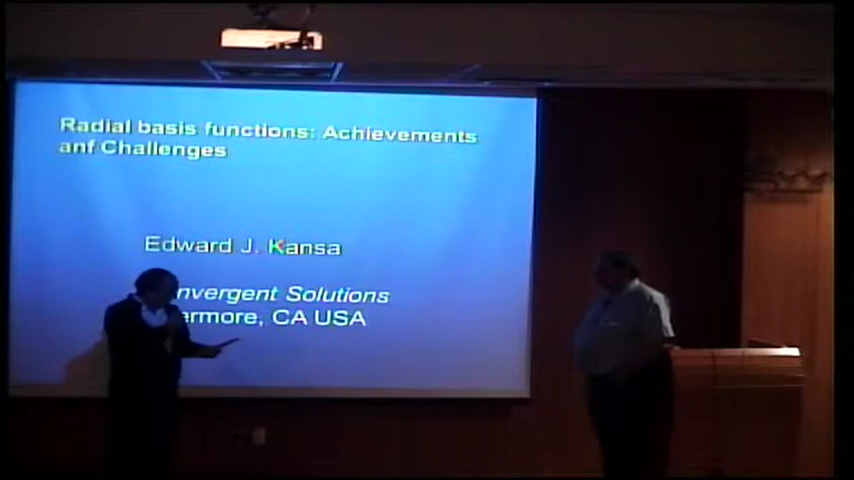 Radial basis functions: Achievements
anf Challenges
Edward J. Kansa
nvergent Solutions
ermore, CA USA